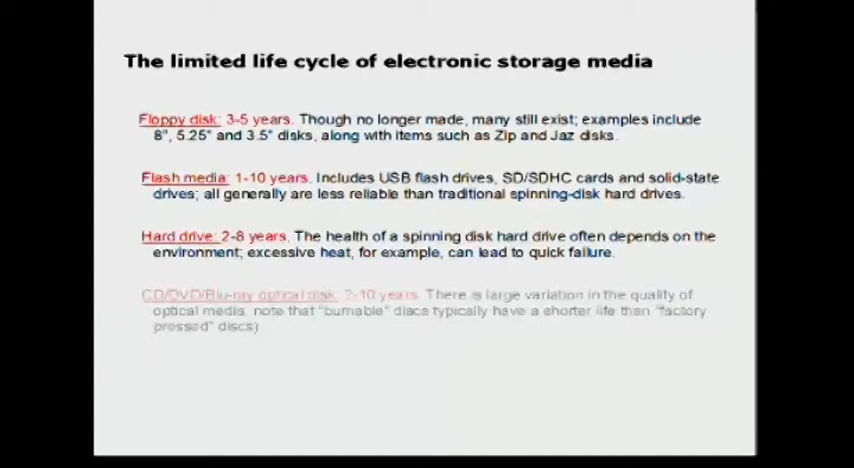 The limited life cycle of electronic storage media
Floppy disk: 3-5 years. Though no longer made, many still exist; examples include
8", 5.25" and 3.5" disks, along with items such as Zip and Jaz disks.
Flash media: 1-10 years. Includes USB flash drives, SD/SDHC cards and solid-state
drives; all generally are less reliable than traditional spinning-disk hard drives.
Hard drive: 2-8 years. The health of a spinning disk hard drive often depends on the
environment; excessive heat, for example, can lead to quick failure.
CD/DVD/Blu-ray optical disk: 2-10 years. There is large variation in the quality of
optical media; note that "burnable" discs typically have a shorter life than "factory
pressed" discs)